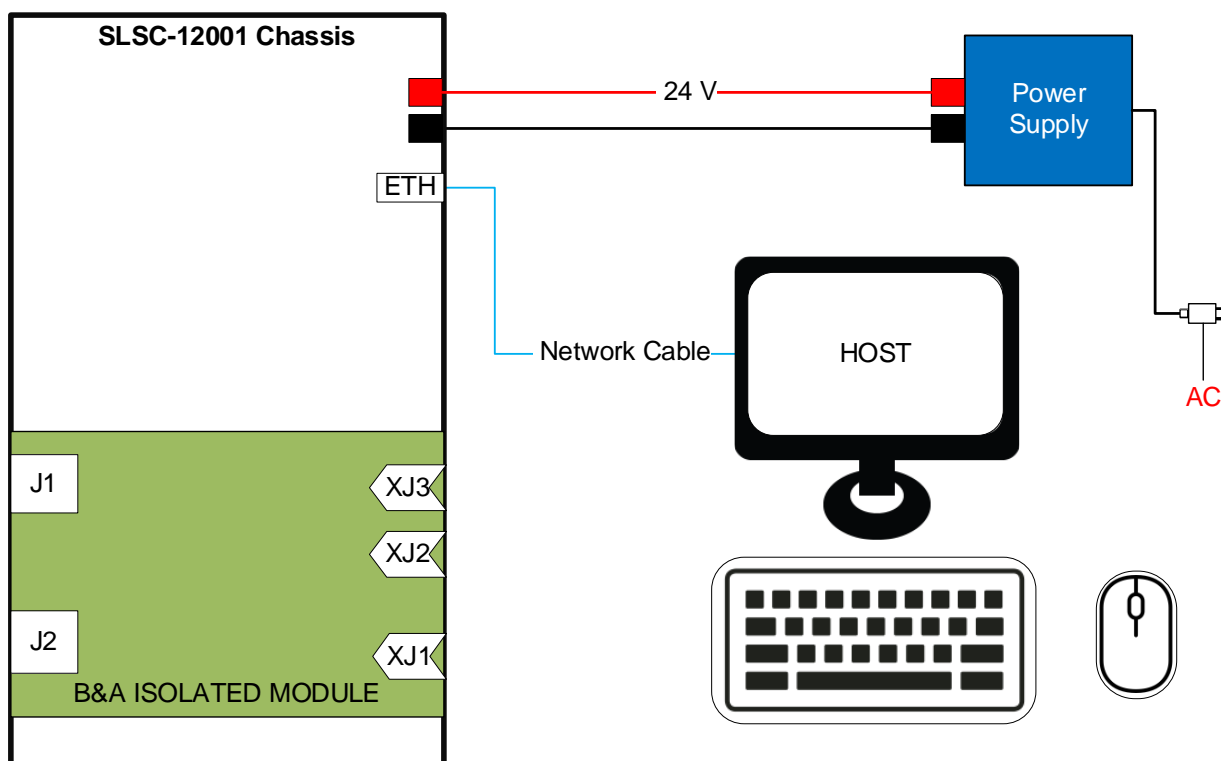 SLSC-12001 Chassis
24 V
Power
Supply
ETH
Network Cable
HOST
AC
J1
XJ3
XJ2
J2
XJ1
B&A ISOLATED MODULE